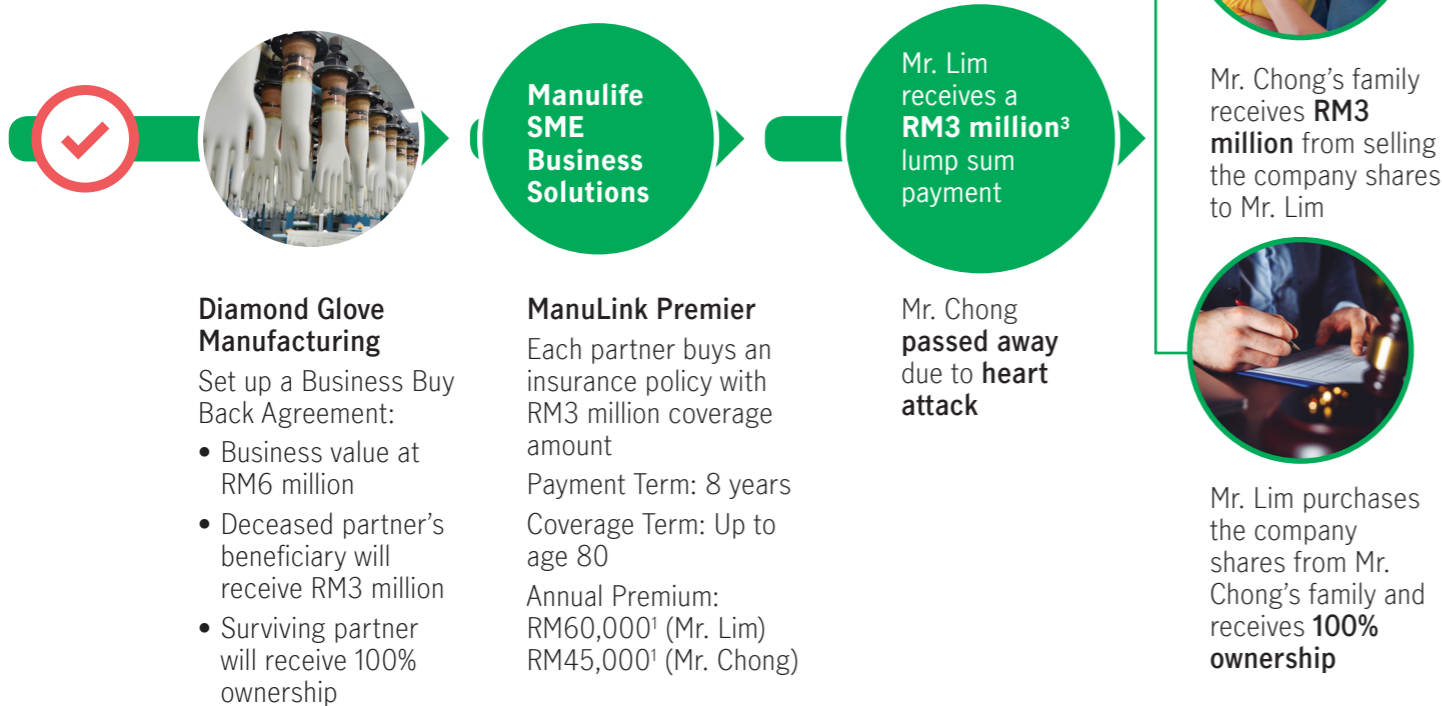 Manulife
SME
Business
Solutions
Mr. Lim
receives a
RM3 million³
lump sum
payment
Mr. Chong’s family
receives RM3
million from selling
the company shares
to Mr. Lim
Diamond Glove
Manufacturing
Set up a Business Buy
Back Agreement:
• Business value at
RM6 million
• Deceased partner’s
beneficiary will
receive RM3 million
• Surviving partner
will receive 100%
ownership
ManuLink Premier
Each partner buys an
insurance policy with
RM3 million coverage
amount
Payment Term: 8 years
Coverage Term: Up to
age 80
Annual Premium:
RM60,000¹ (Mr. Lim)
RM45,000¹ (Mr. Chong)
Mr. Chong
passed away
due to heart
attack
Mr. Lim purchases
the company
shares from Mr.
Chong’s family and
receives 100%
ownership